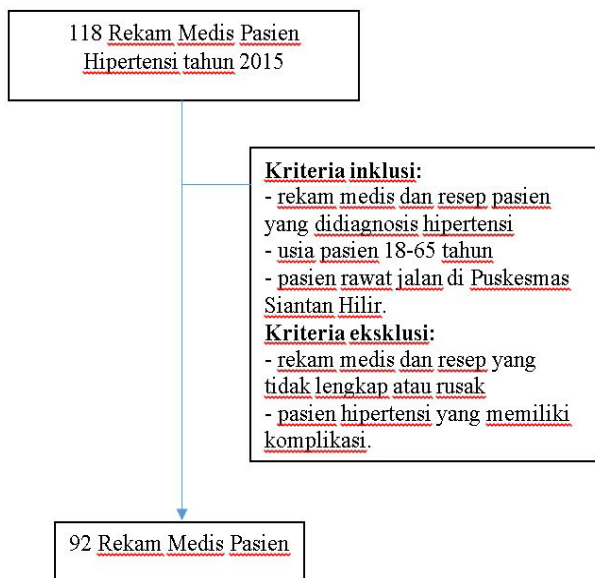 118 Rekam Medis Pasien
Hipertensi tahun 2015
Kriteria inklusi:
- rekam medis dan resep pasien
yang didiagnosis hipertensi
- usia pasien 18-65 tahun
- pasien rawat jalan di Puskesmas
Siantan Hilir.
Kriteria eksklusi:
- rekam medis dan resep yang
tidak lengkap atau rusak
- pasien hipertensi yang memiliki
komplikasi.
92 Rekam Medis Pasien